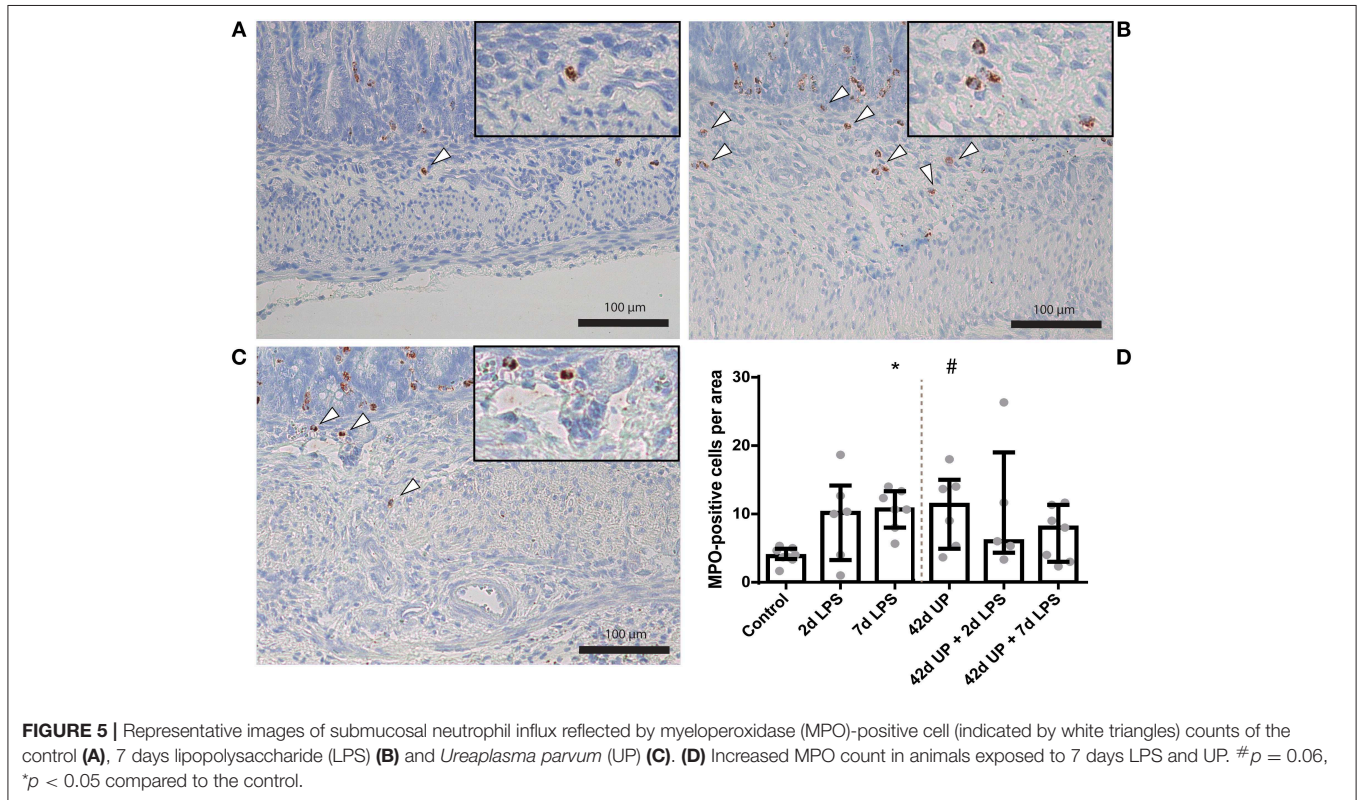 A
B
100 µm
100 µm
C
D
100 µm
* #
MPO-positive cells per area
30
20
10
0
Control
2d LPS
7d LPS
42d UP
42d UP + 2d LPS
42d UP + 7d LPS
FIGURE 5 | Representative images of submucosal neutrophil influx reflected by myeloperoxidase (MPO)-positive cell (indicated by white triangles) counts of the
control (A), 7 days lipopolysaccharide (LPS) (B) and Ureaplasma parvum (UP) (C). (D) Increased MPO count in animals exposed to 7 days LPS and UP. #p = 0.06,
*p < 0.05 compared to the control.